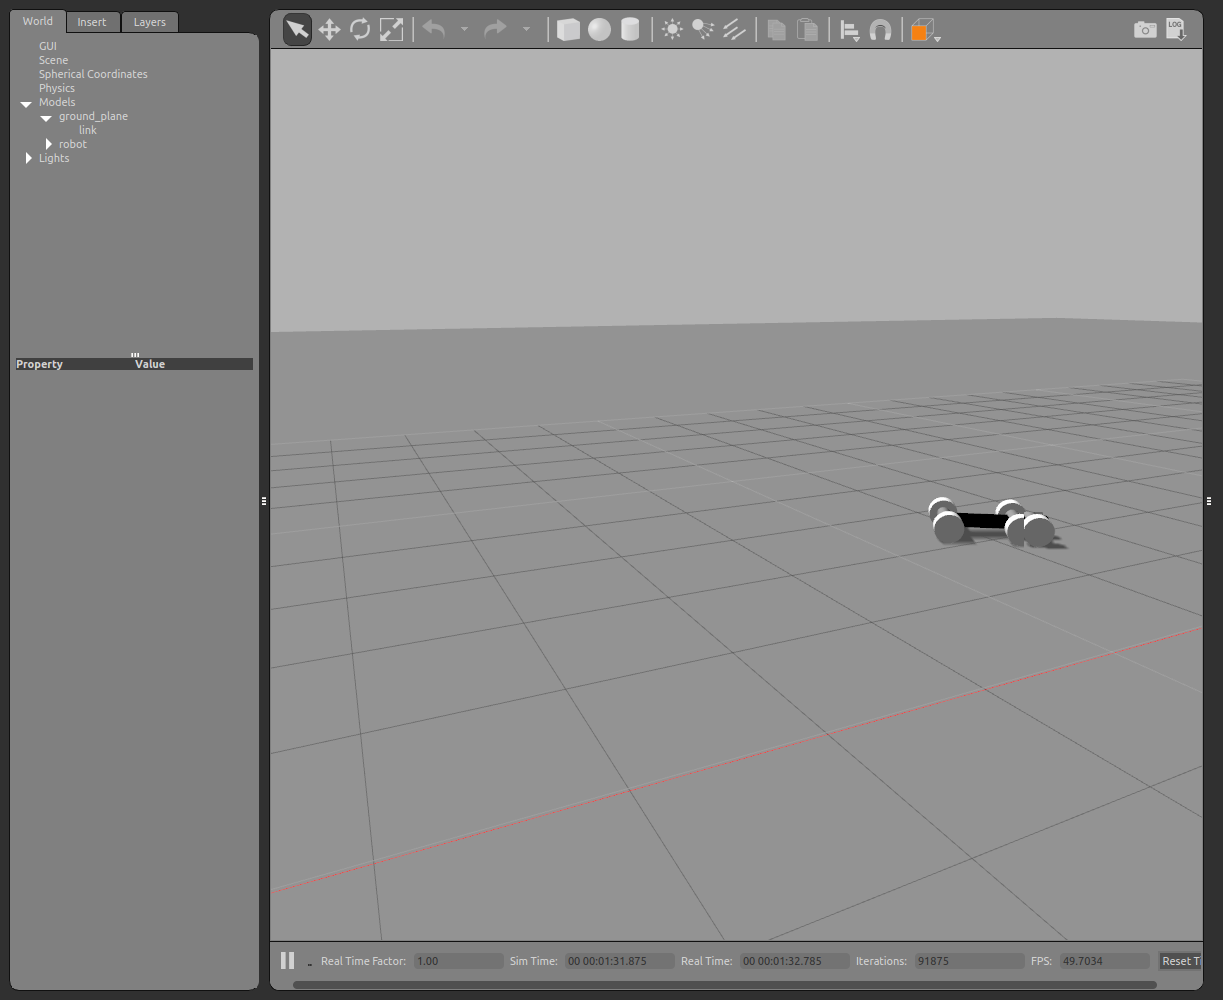 World Insert Layers
GUI
Scene
Spherical Coordinates
Physics
Models
ground_plane
link
robot
Lights
Property Value
LOG
Real Time Factor: 1.00 Sim Time: 00 00:01:31.875 Real Time: 00 00:01:32.785 Iterations: 91875 FPS: 49.7034 Reset Ti